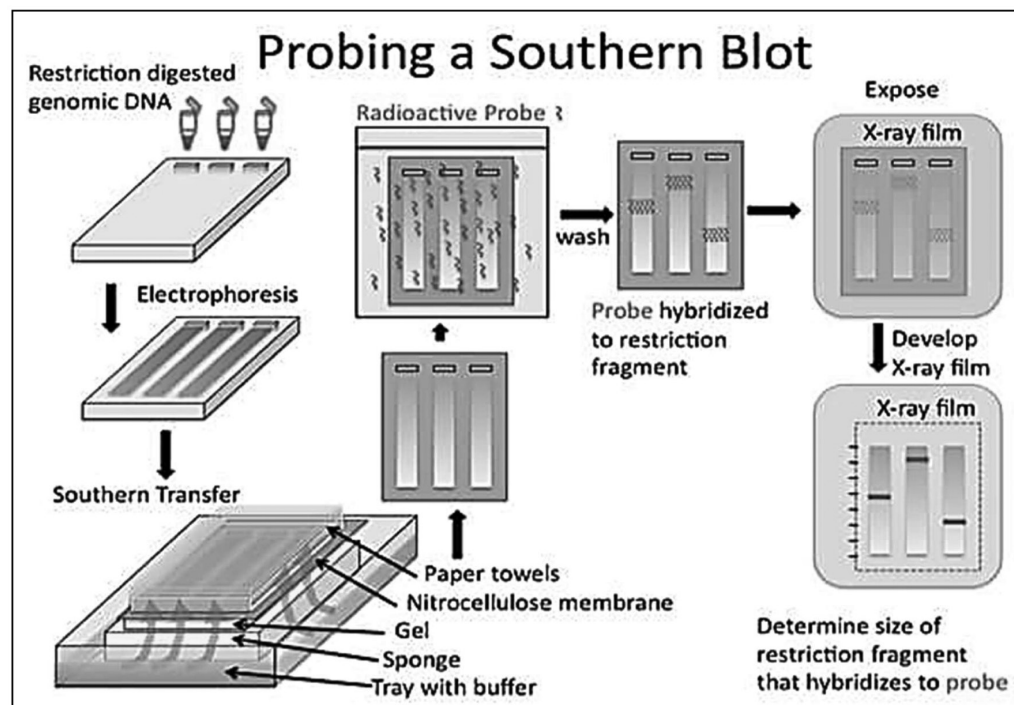 Probing a Southern Blot
Restriction digested
genomic DNA
Electrophoresis
Southern Transfer
Paper towels
Nitrocellulose membrane
Gel
Sponge
Tray with buffer
Radioactive Probe
wash
Probe hybridized
to restriction
fragment
Expose
X-ray film
Develop
X-ray film
X-ray film
Determine size of
restriction fragment
that hybridizes to probe